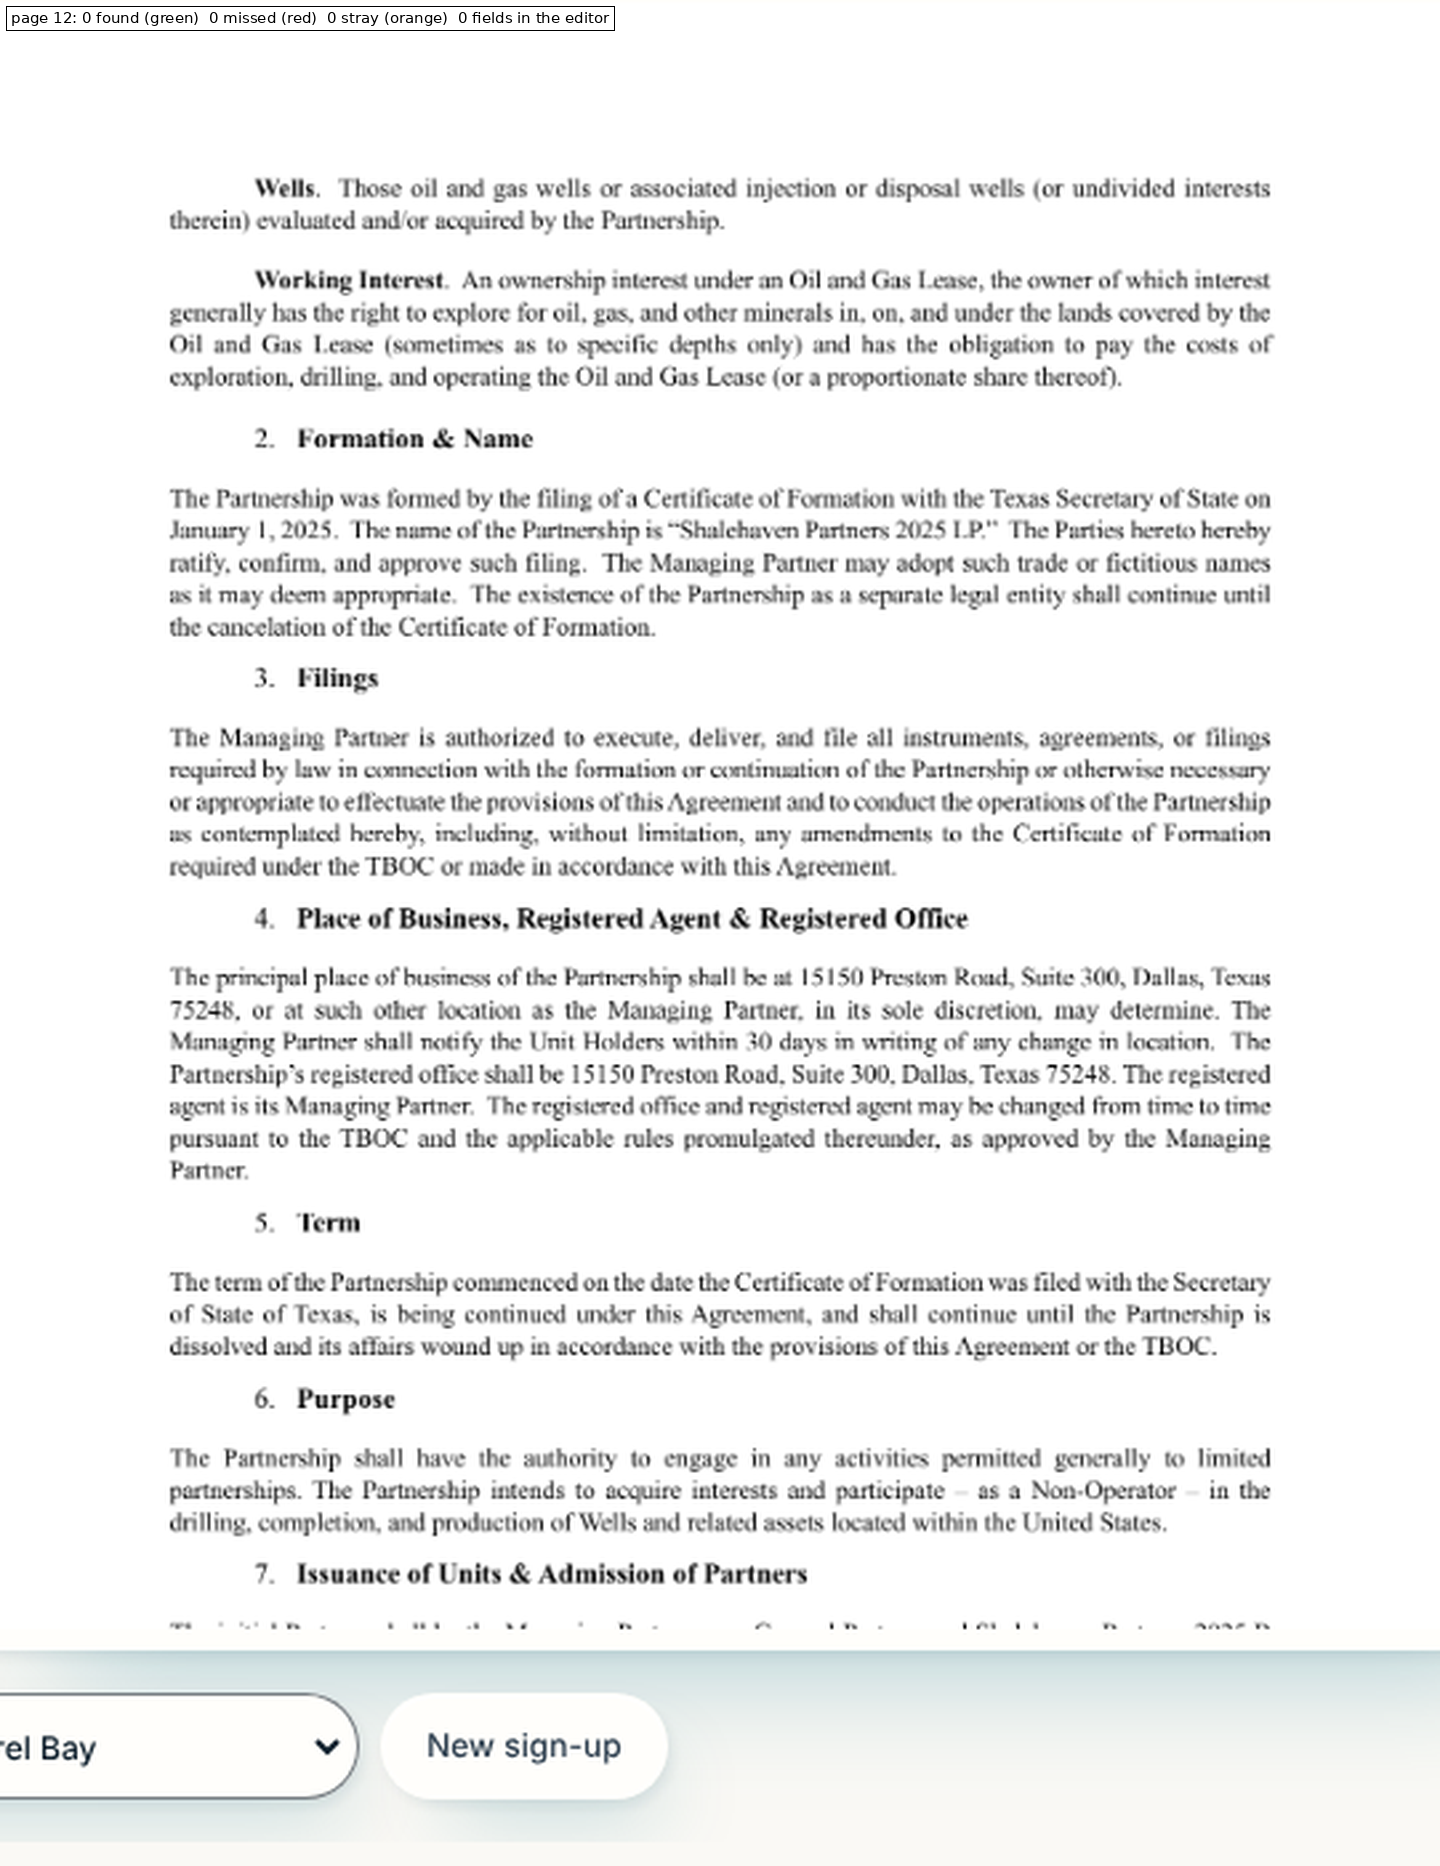 page 12: 0 found (green)  0 missed (red)  0 stray (orange)  0 fields in the editor
Wells.  Those oil and gas wells or associated injection or disposal wells (or undivided interests
therein) evaluated and/or acquired by the Partnership.
Working Interest.  An ownership interest under an Oil and Gas Lease, the owner of which interest
generally has the right to explore for oil, gas, and other minerals in, on, and under the lands covered by the
Oil and Gas Lease (sometimes as to specific depths only) and has the obligation to pay the costs of
exploration, drilling, and operating the Oil and Gas Lease (or a proportionate share thereof).
2. Formation & Name
The Partnership was formed by the filing of a Certificate of Formation with the Texas Secretary of State on
January 1, 2025.  The name of the Partnership is “Shalehaven Partners 2025 LP.”  The Parties hereto hereby
ratify, confirm, and approve such filing.  The Managing Partner may adopt such trade or fictitious names
as it may deem appropriate.  The existence of the Partnership as a separate legal entity shall continue until
the cancelation of the Certificate of Formation.
3. Filings
The Managing Partner is authorized to execute, deliver, and file all instruments, agreements, or filings
required by law in connection with the formation or continuation of the Partnership or otherwise necessary
or appropriate to effectuate the provisions of this Agreement and to conduct the operations of the Partnership
as contemplated hereby, including, without limitation, any amendments to the Certificate of Formation
required under the TBOC or made in accordance with this Agreement.
4. Place of Business, Registered Agent & Registered Office
The principal place of business of the Partnership shall be at 15150 Preston Road, Suite 300, Dallas, Texas
75248, or at such other location as the Managing Partner, in its sole discretion, may determine. The
Managing Partner shall notify the Unit Holders within 30 days in writing of any change in location.  The
Partnership’s registered office shall be 15150 Preston Road, Suite 300, Dallas, Texas 75248. The registered
agent is its Managing Partner.  The registered office and registered agent may be changed from time to time
pursuant to the TBOC and the applicable rules promulgated thereunder, as approved by the Managing
Partner.
5. Term
The term of the Partnership commenced on the date the Certificate of Formation was filed with the Secretary
of State of Texas, is being continued under this Agreement, and shall continue until the Partnership is
dissolved and its affairs wound up in accordance with the provisions of this Agreement or the TBOC.
6. Purpose
The Partnership shall have the authority to engage in any activities permitted generally to limited
partnerships. The Partnership intends to acquire interests and participate – as a Non-Operator – in the
drilling, completion, and production of Wells and related assets located within the United States.
7. Issuance of Units & Admission of Partners
rel Bay
New sign-up